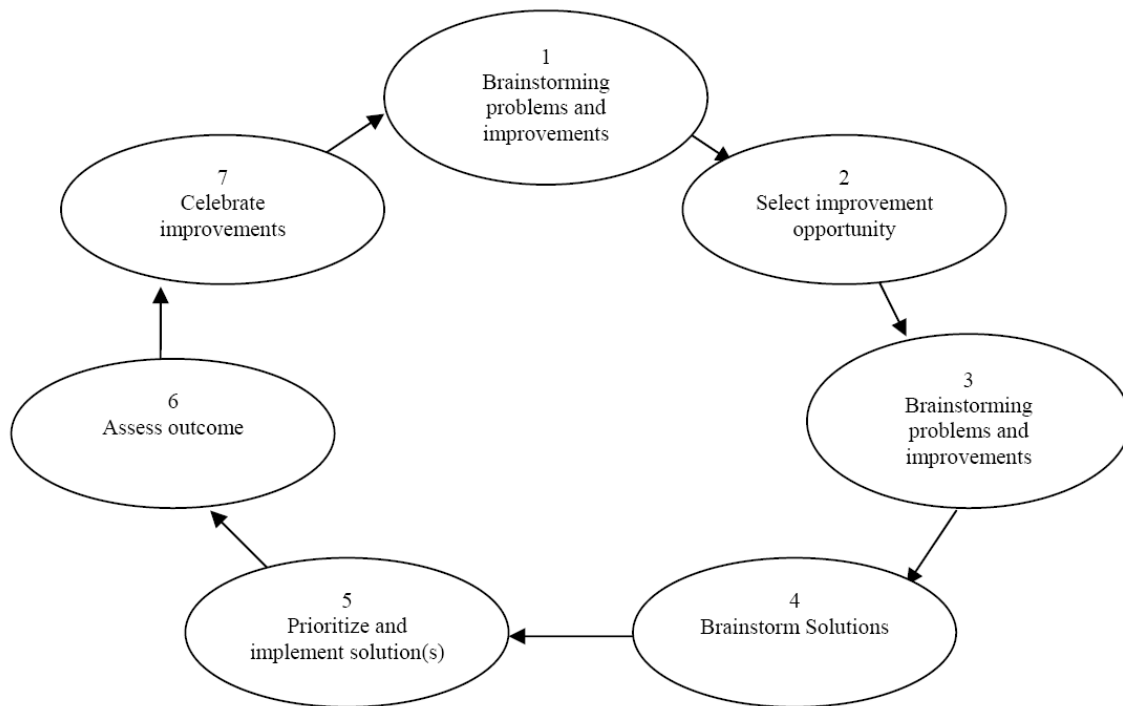 1
Brainstorming
problems and
improvements
2
Select improvement
opportunity
3
Brainstorming
problems and
improvements
4
Brainstorm Solutions
5
Prioritize and
implement solution(s)
6
Assess outcome
7
Celebrate
improvements